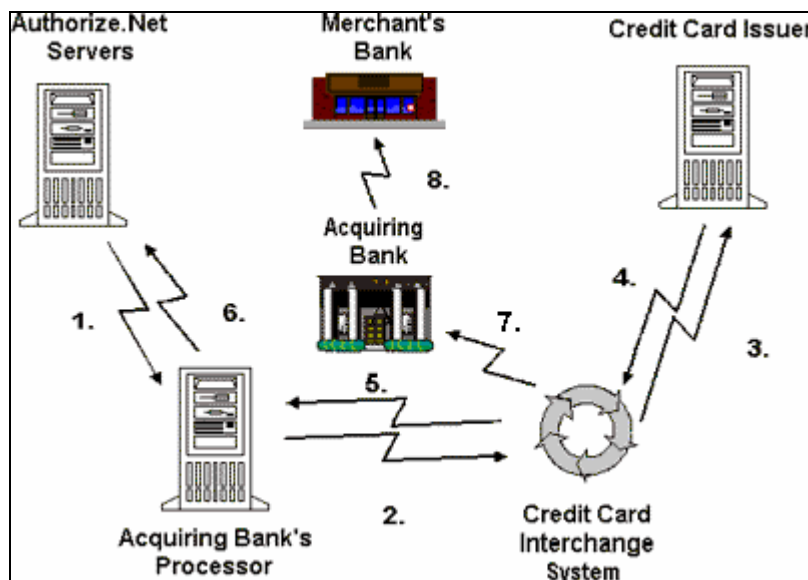 Authorize.Net
Servers
Merchant's
Bank
Credit Card Issuer
8.
Acquiring
Bank
4.
1.
6.
7.
3.
5.
2.
Acquiring Bank's
Processor
Credit Card
Interchange
System